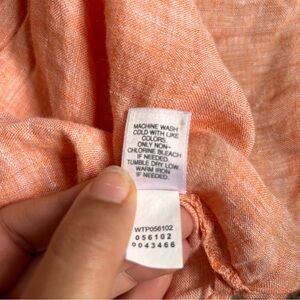 MACHINE WASH
COLD WITH LIKE
COLORS.
ONLY NON-
CHLORINE BLEACH
IF NEEDED.
TUMBLE DRY LOW.
WARM IRON
IF NEEDED.
WTP056102
056102
0043466